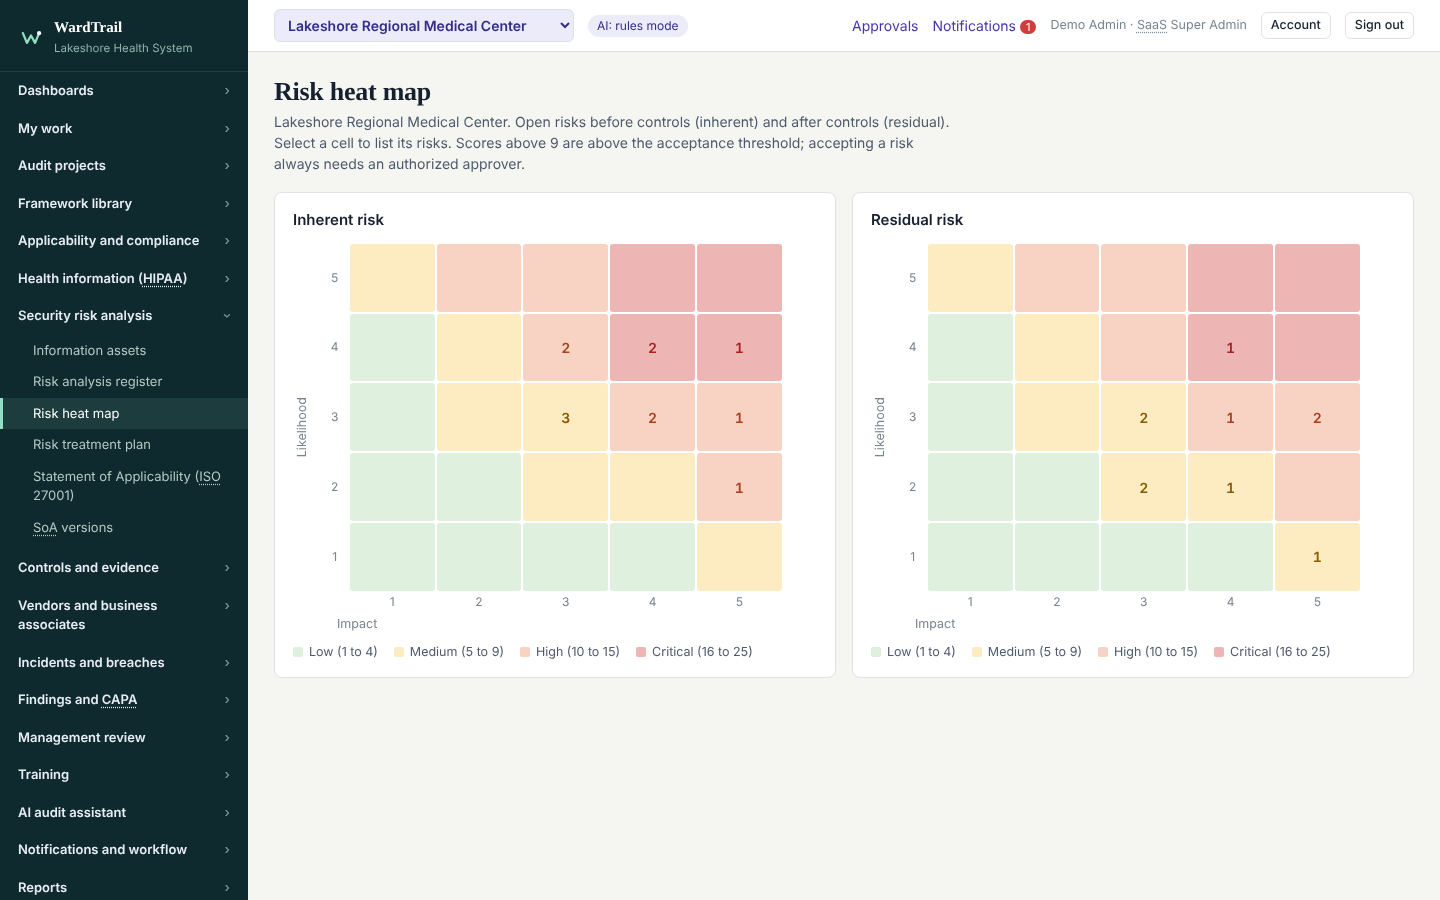 WardTrail
Lakeshore Health System
Dashboards
My work
Audit projects
Framework library
Applicability and compliance
Health information (HIPAA)
Security risk analysis
Information assets
Risk analysis register
Risk heat map
Risk treatment plan
Statement of Applicability (ISO
27001)
SoA versions
Controls and evidence
Vendors and business
associates
Incidents and breaches
Findings and CAPA
Management review
Training
AI audit assistant
Notifications and workflow
Reports
Lakeshore Regional Medical Center
AI: rules mode
Approvals
Notifications 1
Demo Admin · SaaS Super Admin
Account
Sign out
Risk heat map
Lakeshore Regional Medical Center. Open risks before controls (inherent) and after controls (residual).
Select a cell to list its risks. Scores above 9 are above the acceptance threshold; accepting a risk
always needs an authorized approver.
Inherent risk
Likelihood
5
4 2 2 1
3 3 2 1
2 1
1
1 2 3 4 5
Impact
Low (1 to 4) Medium (5 to 9) High (10 to 15) Critical (16 to 25)
Residual risk
Likelihood
5
4 1
3 2 1 2
2 2 1
1 1
1 2 3 4 5
Impact
Low (1 to 4) Medium (5 to 9) High (10 to 15) Critical (16 to 25)